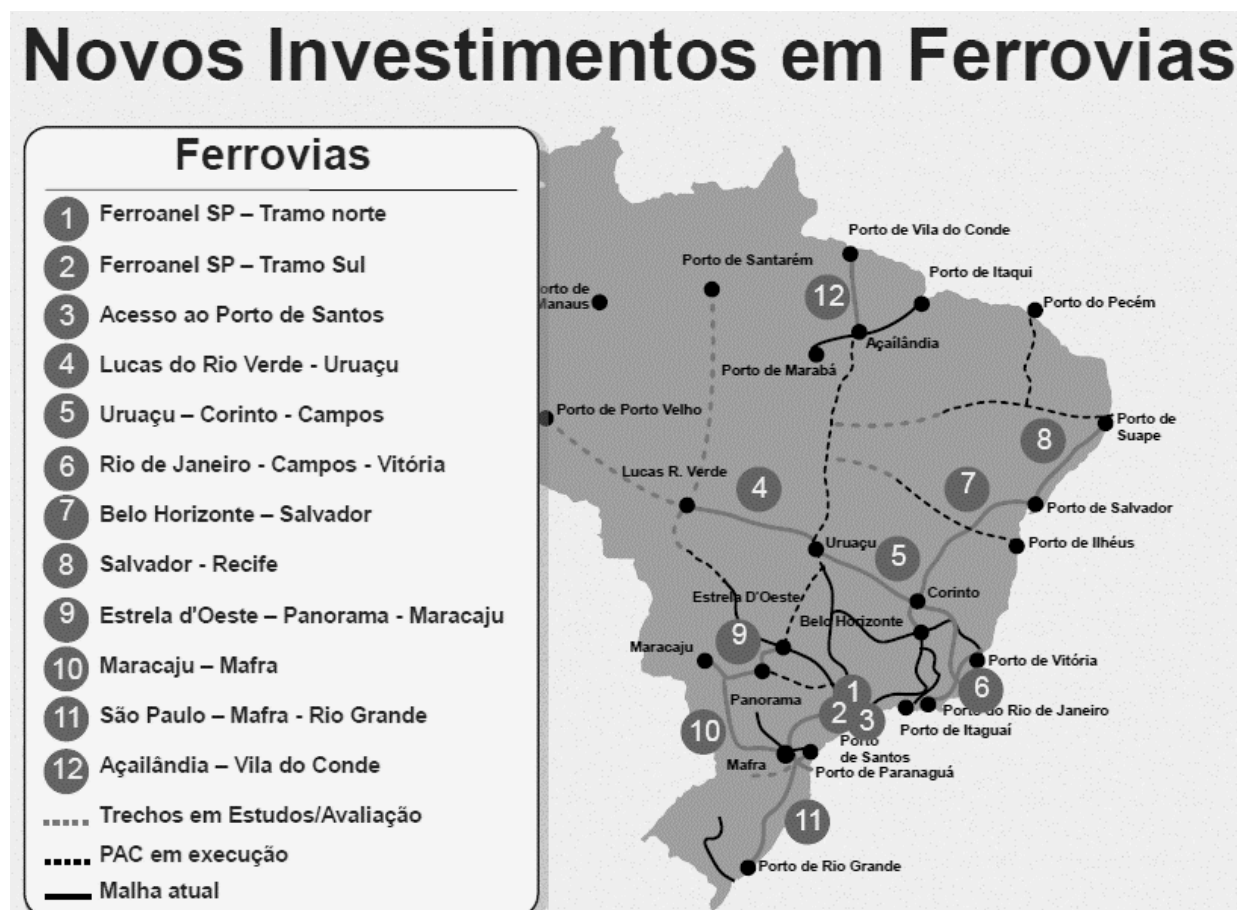 Novos Investimentos em Ferrovias
Ferrovias
1 Ferroanel SP – Tramo norte
2 Ferroanel SP – Tramo Sul
3 Acesso ao Porto de Santos
4 Lucas do Rio Verde - Uruaçu
5 Uruaçu – Corinto - Campos
6 Rio de Janeiro - Campos - Vitória
7 Belo Horizonte – Salvador
8 Salvador - Recife
9 Estrela d'Oeste – Panorama - Maracaju
10 Maracaju – Mafra
11 São Paulo – Mafra - Rio Grande
12 Açailândia – Vila do Conde
Trechos em Estudos/Avaliação
PAC em execução
Malha atual
Porto de Vila do Conde
Porto de Santarém
Porto de Itaqui
orto de
Manaus
12
Porto do Pecém
Açaílândia
Porto de Marabá
Porto de Porto Velho
Porto de
Suape
8
Lucas R. Verde
4
7
Porto de Salvador
Uruaçu
5
Porto de Ilhéus
Estrela D'Oeste
Corinto
Belo Horizonte
9
Maracaju
Porto de Vitória
6
Panorama
1
2
3
Porto do Rio de Janeiro
Porto de Itaguaí
10
Porto
de Santos
Mafra
Porto de Paranaguá
11
Porto de Rio Grande